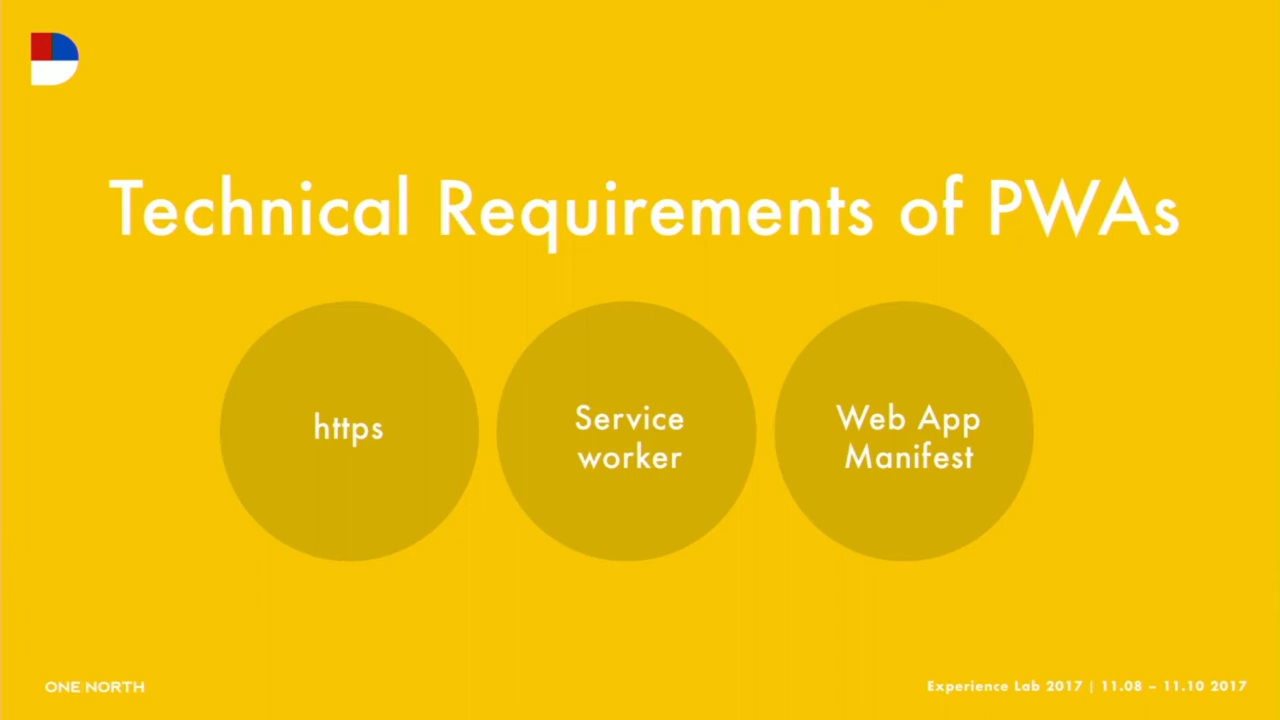 Technical Requirements of PWAs
https
Service
worker
Web App
Manifest
ONE NORTH
Experience Lab 2017 | 11.08 – 11.10 2017